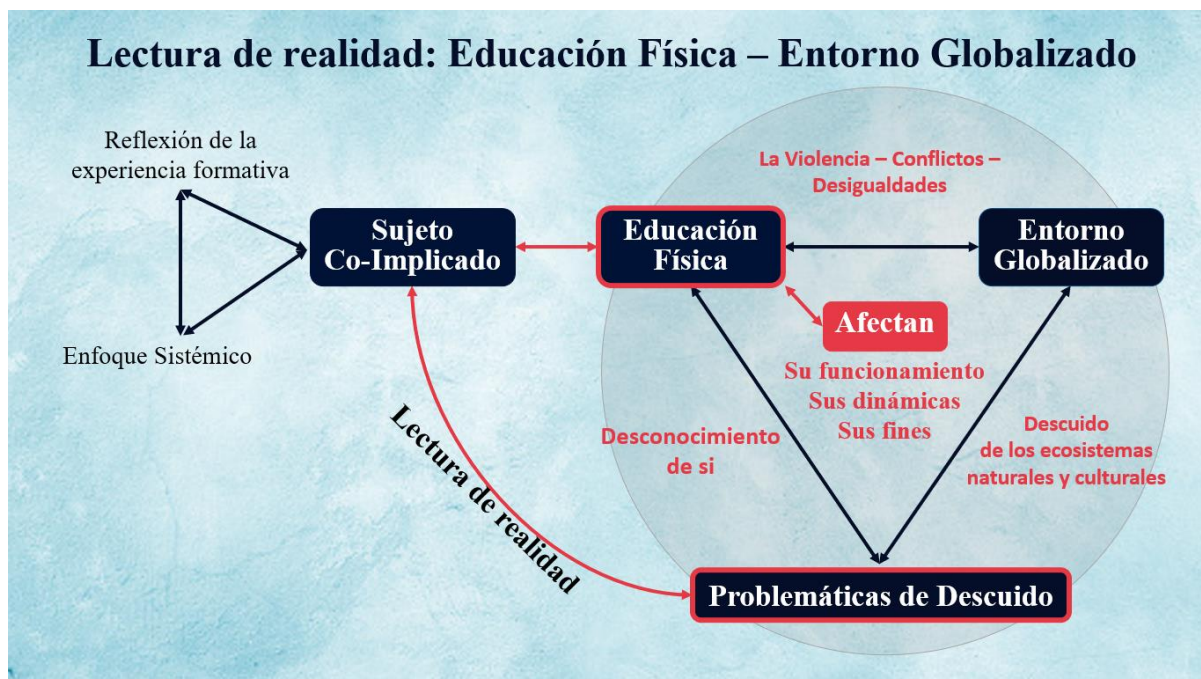 Lectura de realidad: Educación Física – Entorno Globalizado
Reflexión de la
experiencia formativa
La Violencia – Conflictos –
Desigualdades
Sujeto
Co-Implicado
Educación
Física
Entorno
Globalizado
Afectan
Enfoque Sistémico
Su funcionamiento
Sus dinámicas
Sus fines
Desconocimiento
de si
Descuido
de los ecosistemas
naturales y culturales
Lectura de realidad
Problemáticas de Descuido